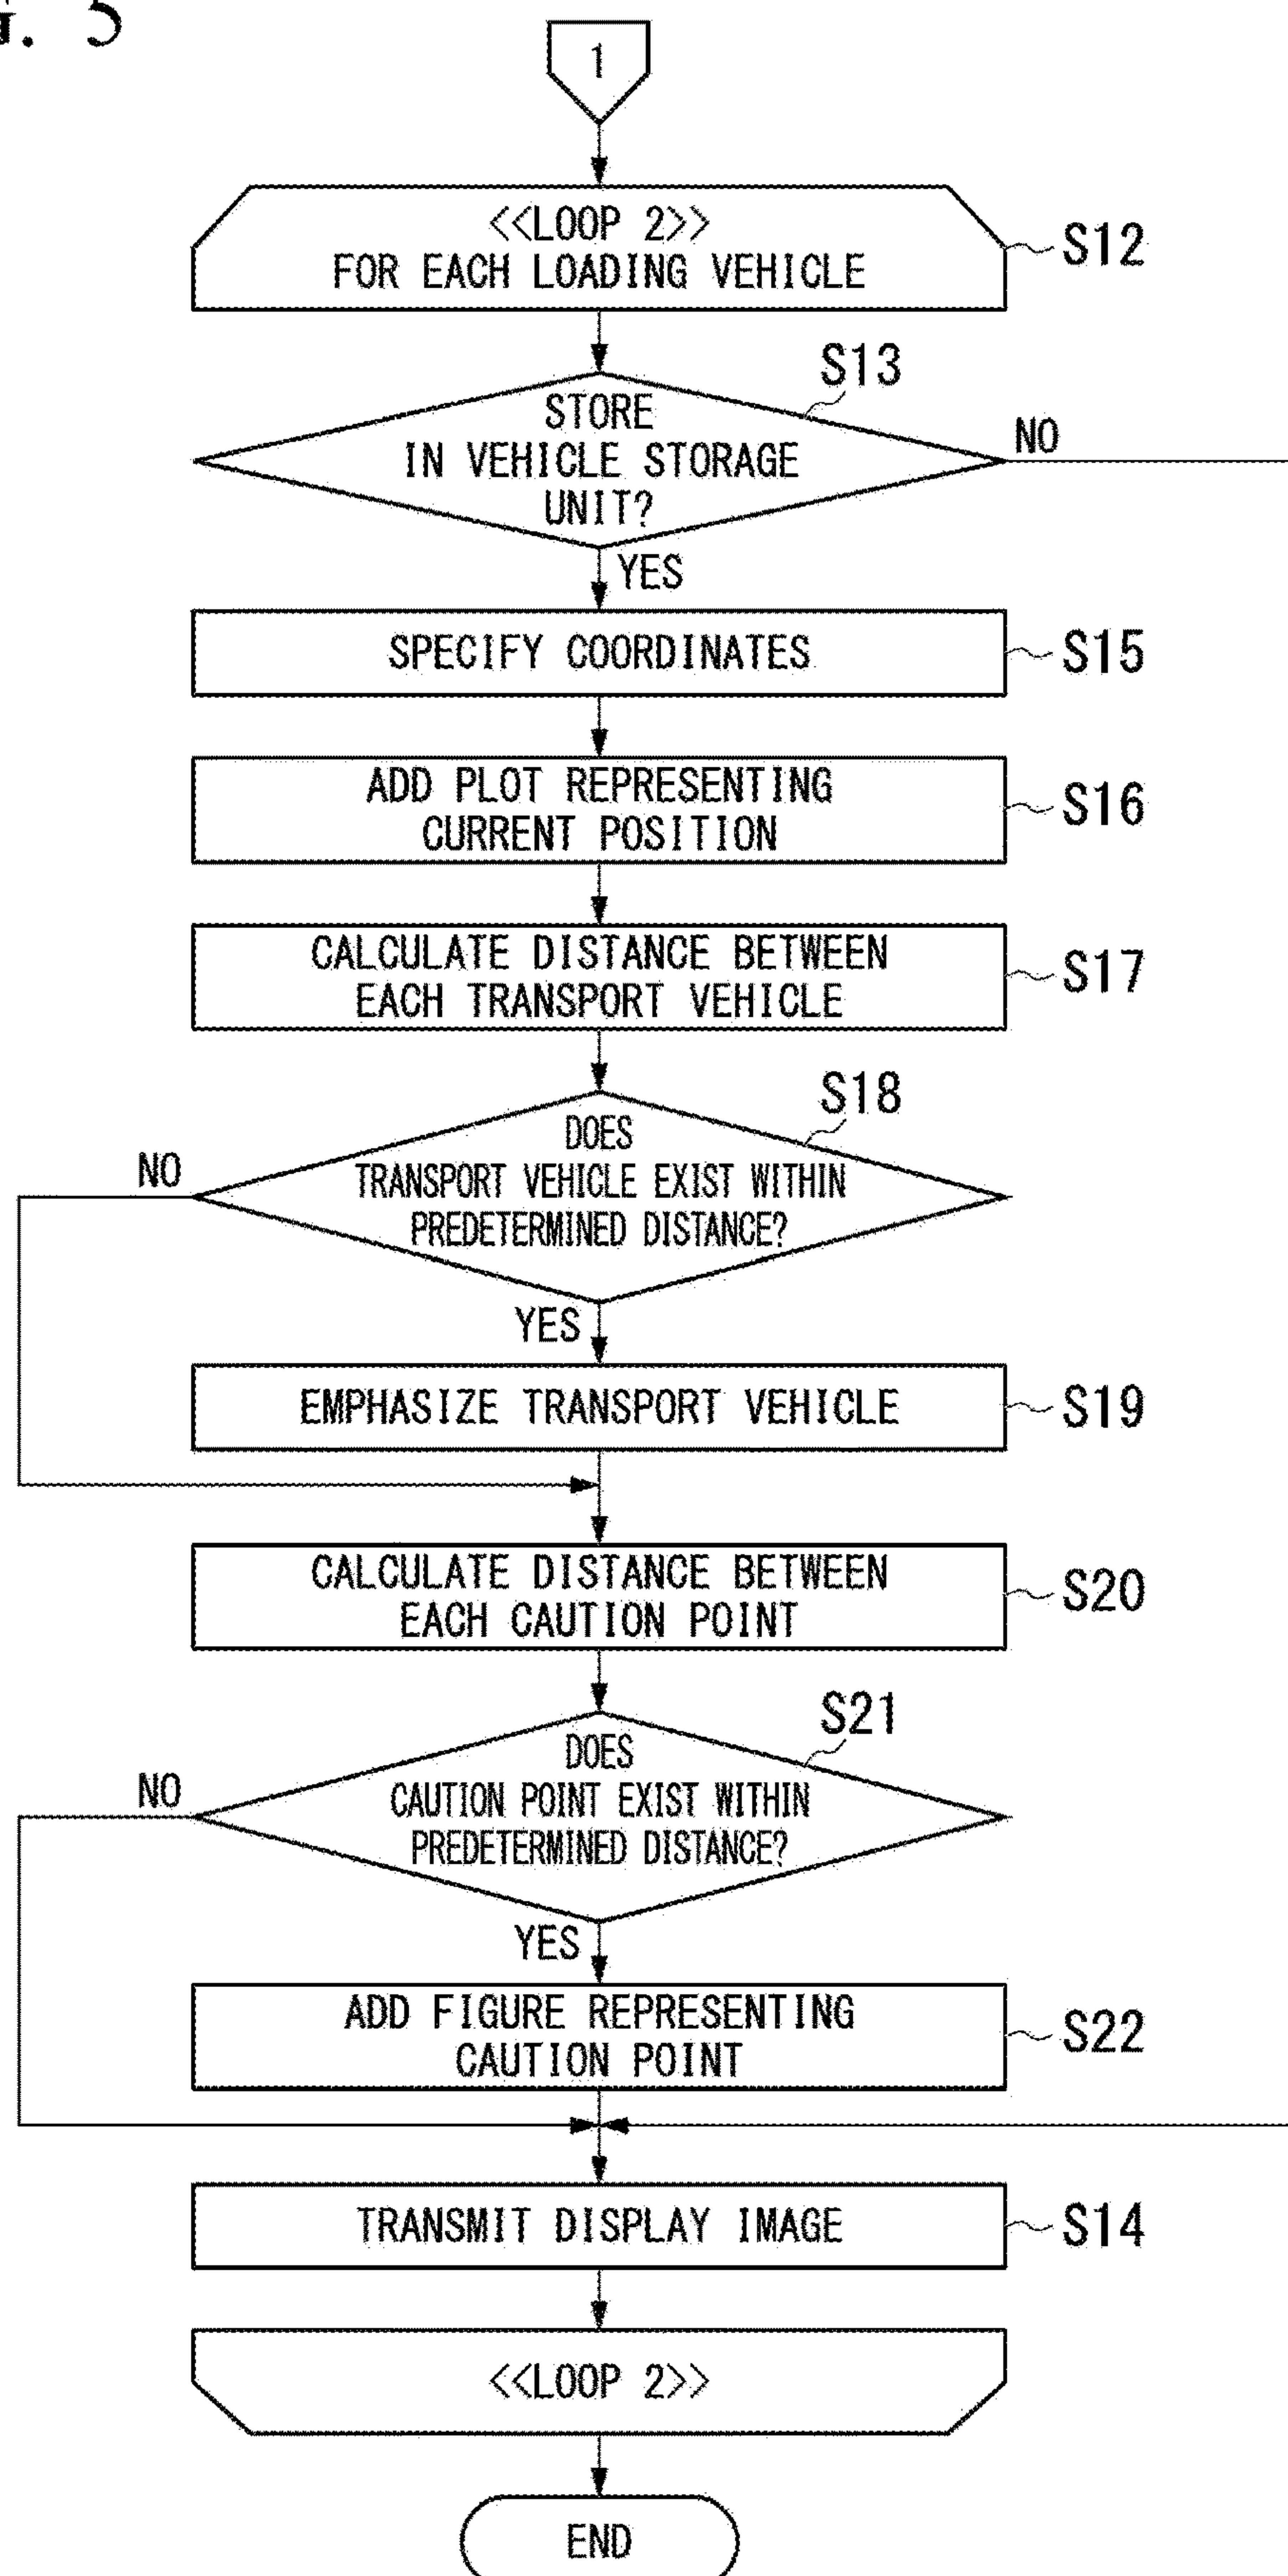 G. 5
1
<<LOOP 2>>
FOR EACH LOADING VEHICLE
S12
S13
STORE
IN VEHICLE STORAGE
UNIT?
NO
YES
SPECIFY COORDINATES
S15
ADD PLOT REPRESENTING
CURRENT POSITION
S16
CALCULATE DISTANCE BETWEEN
EACH TRANSPORT VEHICLE
S17
S18
DOES
TRANSPORT VEHICLE EXIST WITHIN
PREDETERMINED DISTANCE?
NO
YES
EMPHASIZE TRANSPORT VEHICLE
S19
CALCULATE DISTANCE BETWEEN
EACH CAUTION POINT
S20
S21
DOES
CAUTION POINT EXIST WITHIN
PREDETERMINED DISTANCE?
NO
YES
ADD FIGURE REPRESENTING
CAUTION POINT
S22
TRANSMIT DISPLAY IMAGE
S14
<<LOOP 2>>
END